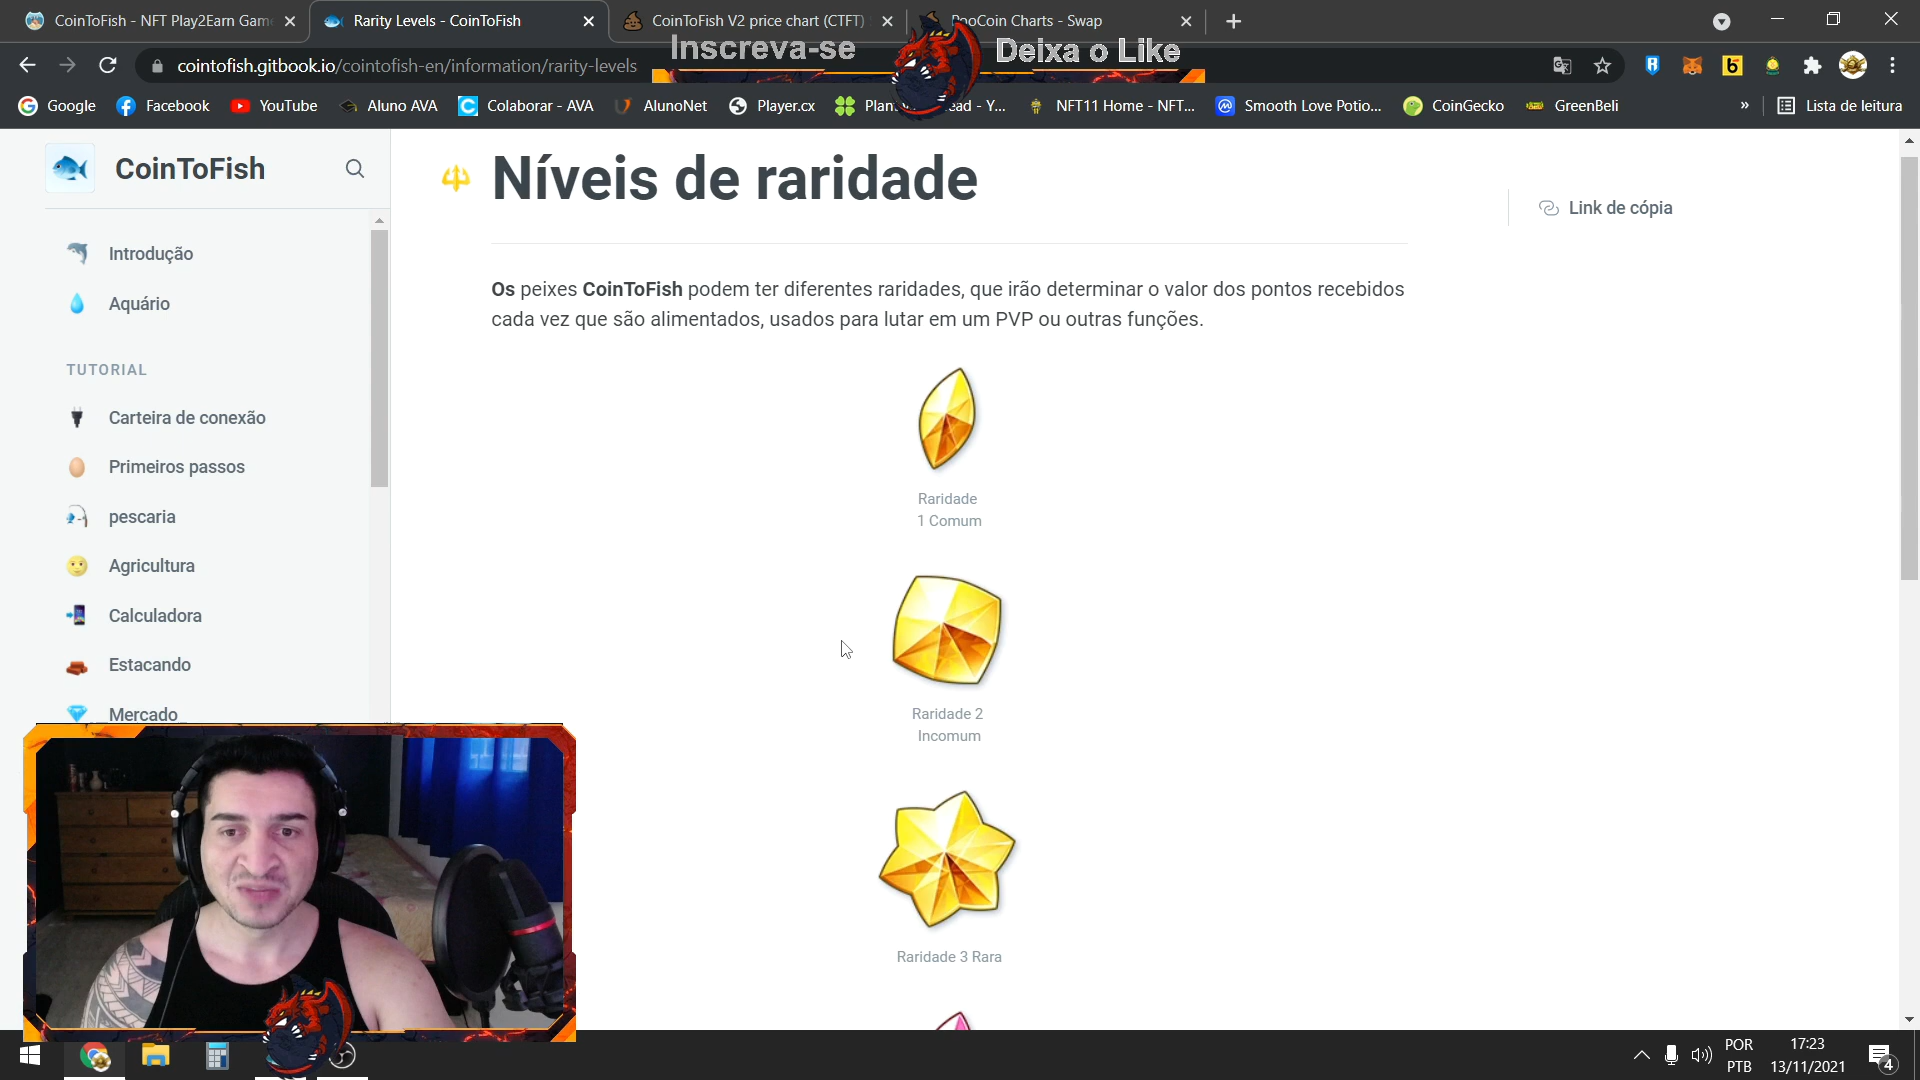 CoinToFish - NFT Play2Earn Gam
Rarity Levels - CoinToFish
CoinToFish V2 price chart (CTFT)
PooCoin Charts - Swap
Inscreva-se
Deixa o Like
cointofish.gitbook.io/cointofish-en/information/rarity-levels
Google
Facebook
YouTube
Aluno AVA
Colaborar - AVA
AlunoNet
Player.cx
NFT11 Home - NFT...
Smooth Love Potio...
CoinGecko
GreenBeli
»
Lista de leitura
CoinToFish
Níveis de raridade
Link de cópia
Introdução
Aquário
Os peixes CoinToFish podem ter diferentes raridades, que irão determinar o valor dos pontos recebidos
cada vez que são alimentados, usados para lutar em um PVP ou outras funções.
TUTORIAL
Carteira de conexão
Primeiros passos
pescaria
Agricultura
Calculadora
Estacando
Mercado
Raridade
1 Comum
Raridade 2
Incomum
Raridade 3 Rara
POR
PTB
17:23
13/11/2021
4